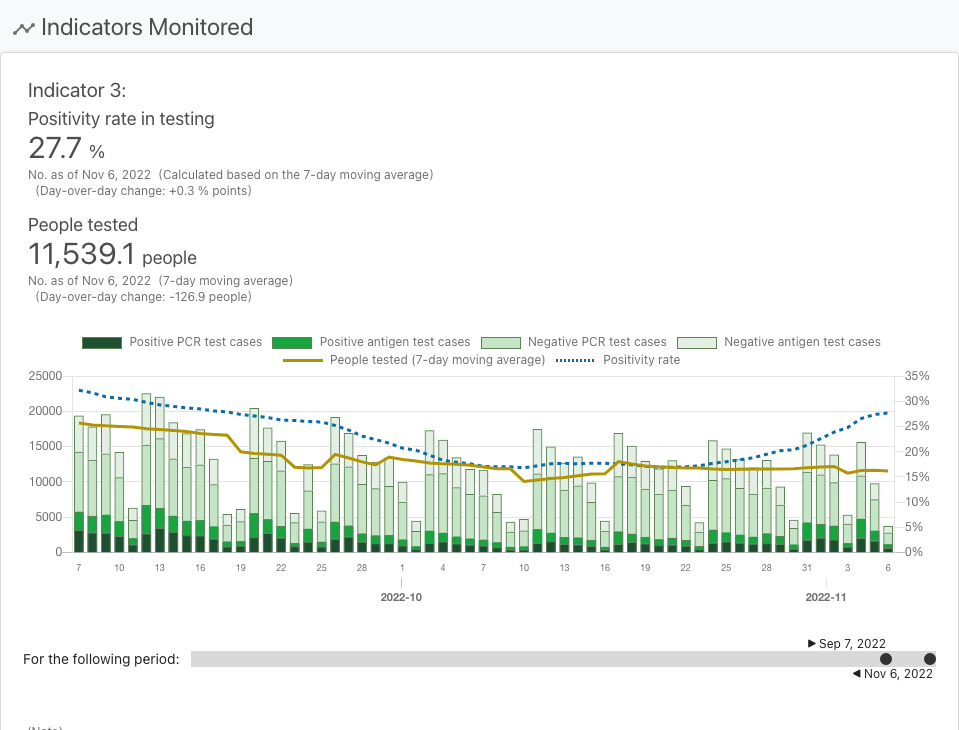 Indicators Monitored
Indicator 3:
Positivity rate in testing
27.7 %
No. as of Nov 6, 2022 (Calculated based on the 7-day moving average)
(Day-over-day change: +0.3 % points)
People tested
11,539.1 people
No. as of Nov 6, 2022 (7-day moving average)
(Day-over-day change: -126.9 people)
Positive PCR test cases Positive antigen test cases Negative PCR test cases Negative antigen test cases
People tested (7-day moving average) Positivity rate
25000 35%
20000 30%
15000 25%
10000 20%
5000 15%
0 10%
5%
0%
7 10 13 16 19 22 25 28 1 4 7 10 13 16 19 22 25 28 31 3 6
2022-10 2022-11
▶ Sep 7, 2022
For the following period:
◀ Nov 6, 2022
(Note)